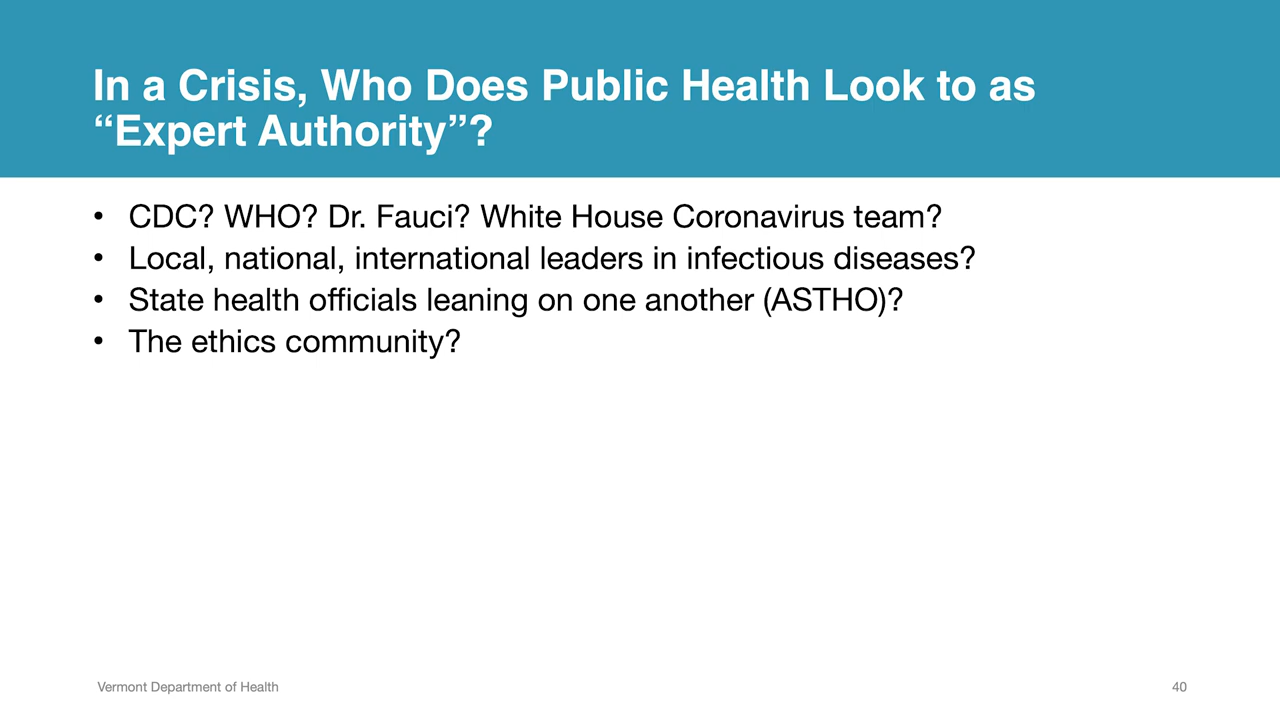 In a Crisis, Who Does Public Health Look to as
“Expert Authority”?
• CDC? WHO? Dr. Fauci? White House Coronavirus team?
• Local, national, international leaders in infectious diseases?
• State health officials leaning on one another (ASTHO)?
• The ethics community?
Vermont Department of Health
40